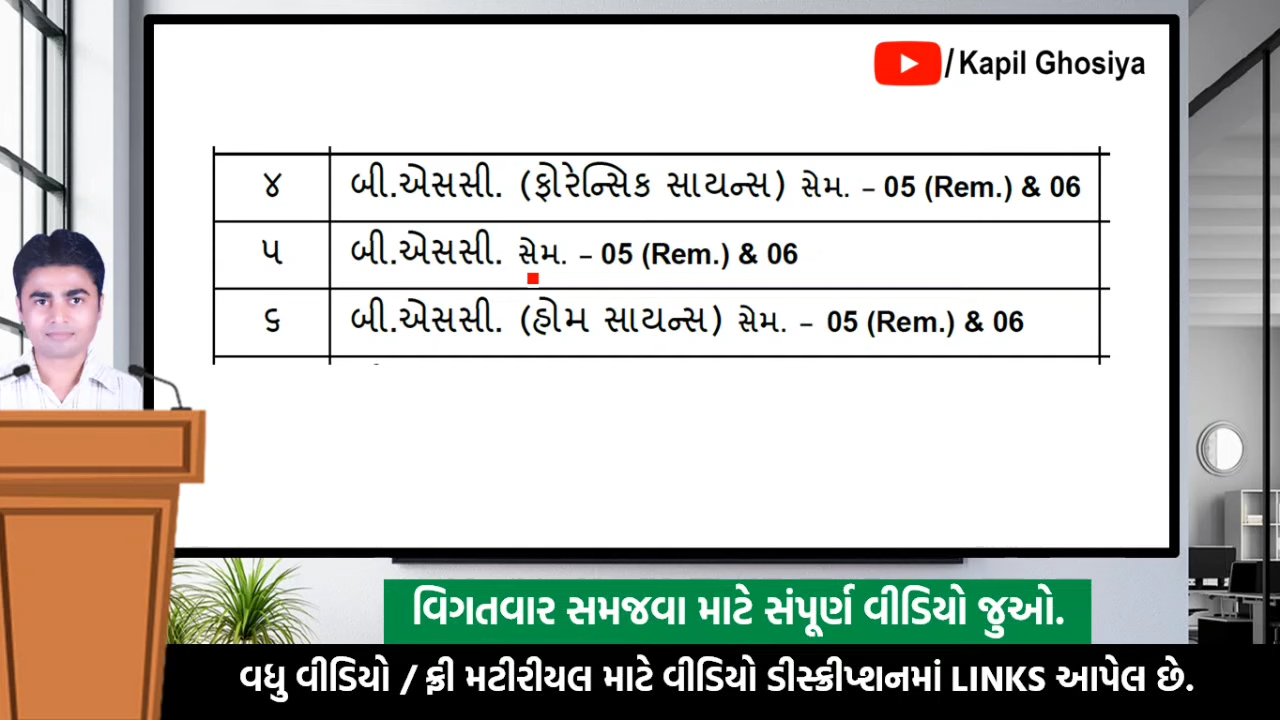 /Kapil Ghosiya
૪ બી.એસસી. (ફોરેન્સિક સાયન્સ) સેમ. – 05 (Rem.) & 06
૫ બી.એસસી. સેમ. – 05 (Rem.) & 06
૬ બી.એસસી. (હોમ સાયન્સ) સેમ. – 05 (Rem.) & 06
વિગતવાર સમજવા માટે સંપૂર્ણ વીડિયો જુઓ.
વધુ વીડિયો / ફ્રી મટીરીયલ માટે વીડિયો ડીસ્ક્રીપ્શનમાં LINKS આપેલ છે.